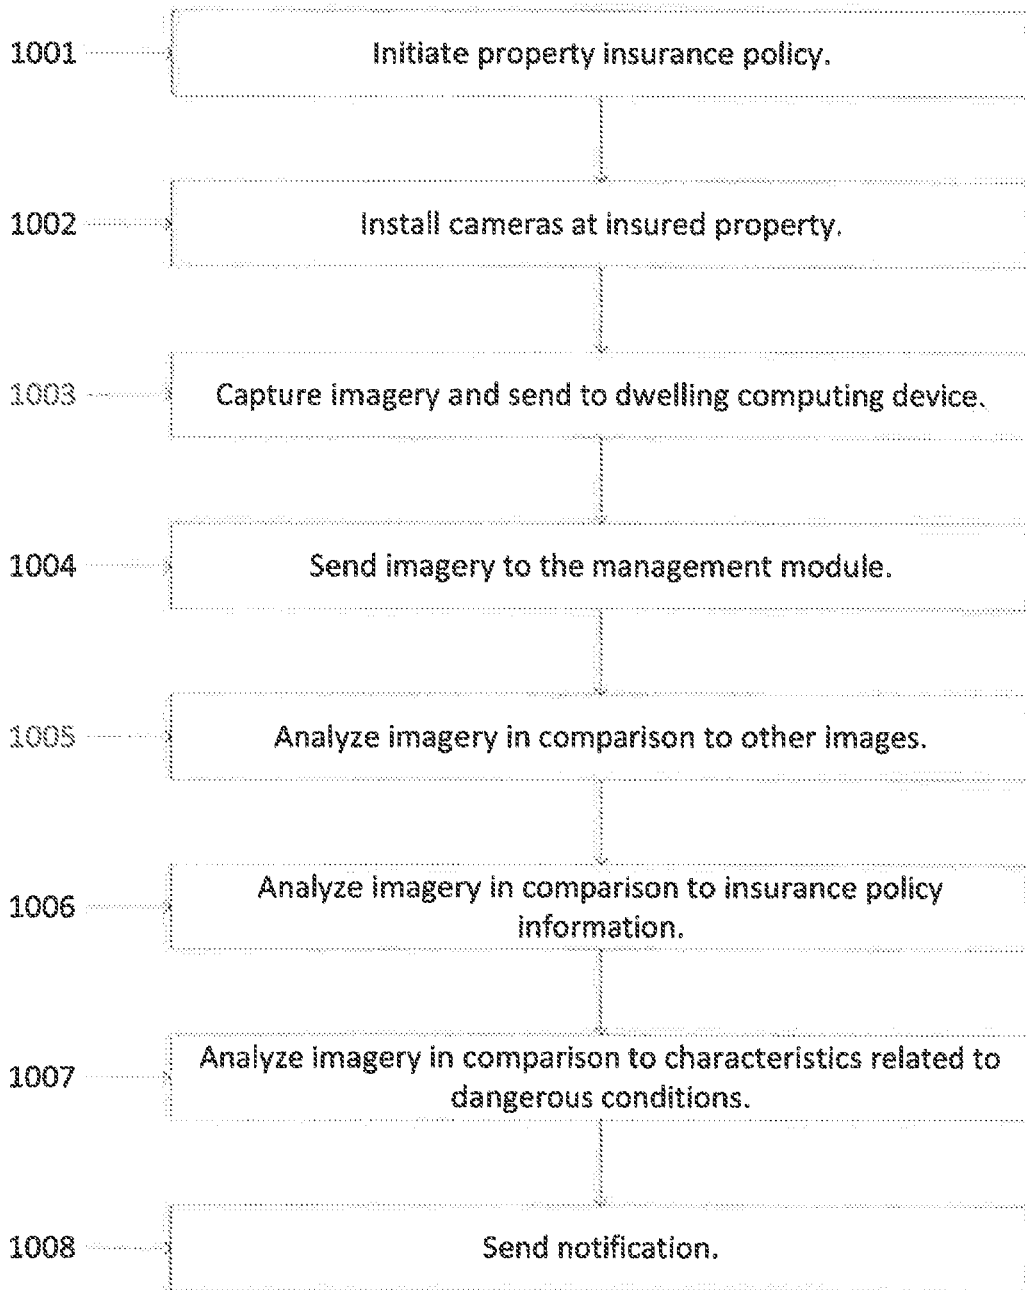 1001 Initiate property insurance policy.
1002 Install cameras at insured property.
1003 Capture imagery and send to dwelling computing device.
1004 Send imagery to the management module.
1005 Analyze imagery in comparison to other images.
1006 Analyze imagery in comparison to insurance policy
information.
1007 Analyze imagery in comparison to characteristics related to
dangerous conditions.
1008 Send notification.